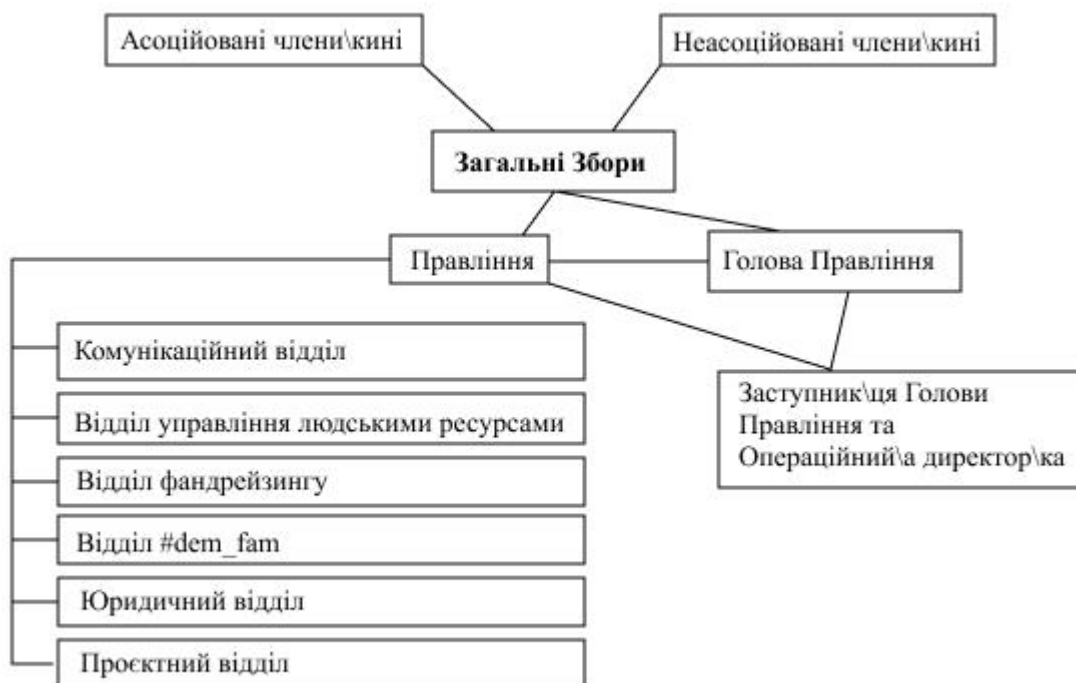 Асоційовані члени\кині
Неасоційовані члени\кині
Загальні Збори
Правління
Голова Правління
Комунікаційний відділ
Відділ управління людськими ресурсами
Відділ фандрейзингу
Відділ #dem_fam
Юридичний відділ
Проєктний відділ
Заступник\ця Голови
Правління та
Операційний\а директор\ка